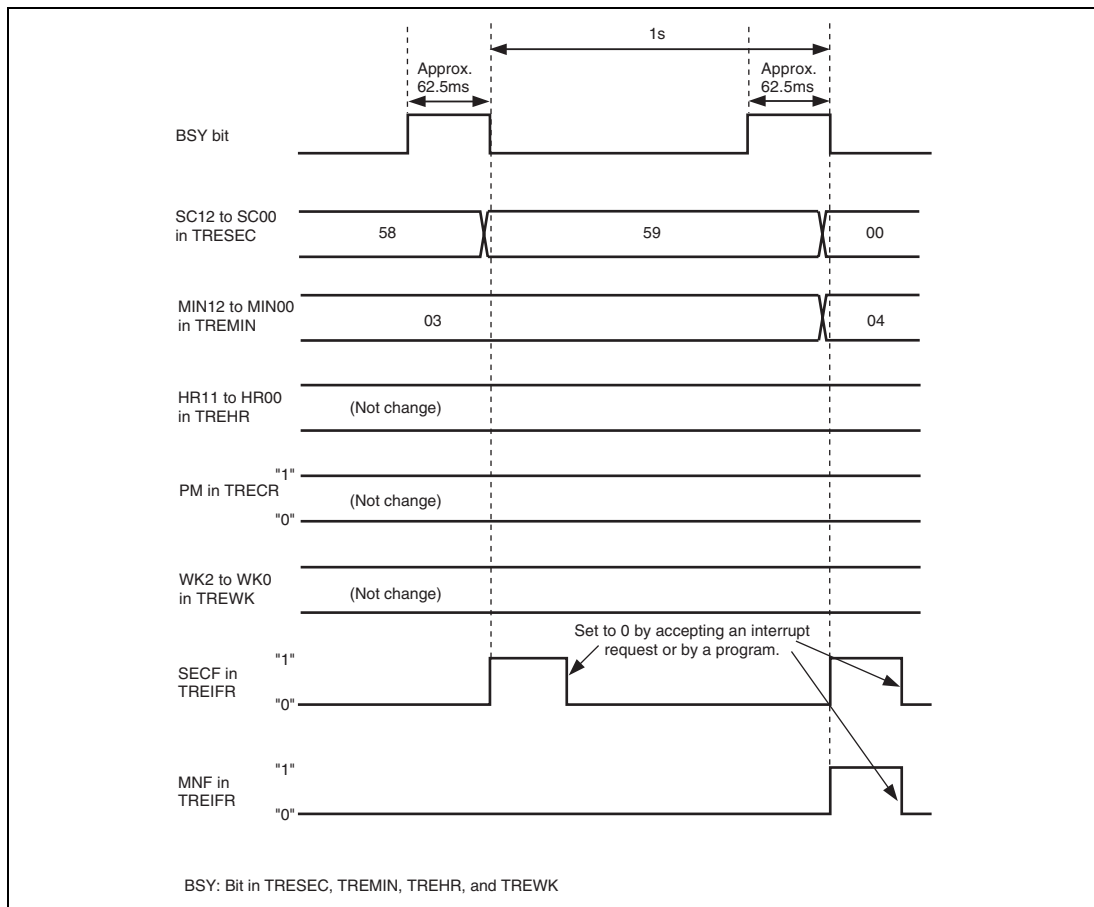 1s
Approx.
62.5ms
Approx.
62.5ms
BSY bit
SC12 to SC00
in TRESEC
58
59
00
MIN12 to MIN00
in TREMIN
03
04
HR11 to HR00
in TREHR
(Not change)
"1"
PM in TRECR
(Not change)
"0"
WK2 to WK0
in TREWK
(Not change)
Set to 0 by accepting an interrupt
request or by a program.
"1"
SECF in
TREIFR
"0"
"1"
MNF in
TREIFR
"0"
BSY: Bit in TRESEC, TREMIN, TREHR, and TREWK